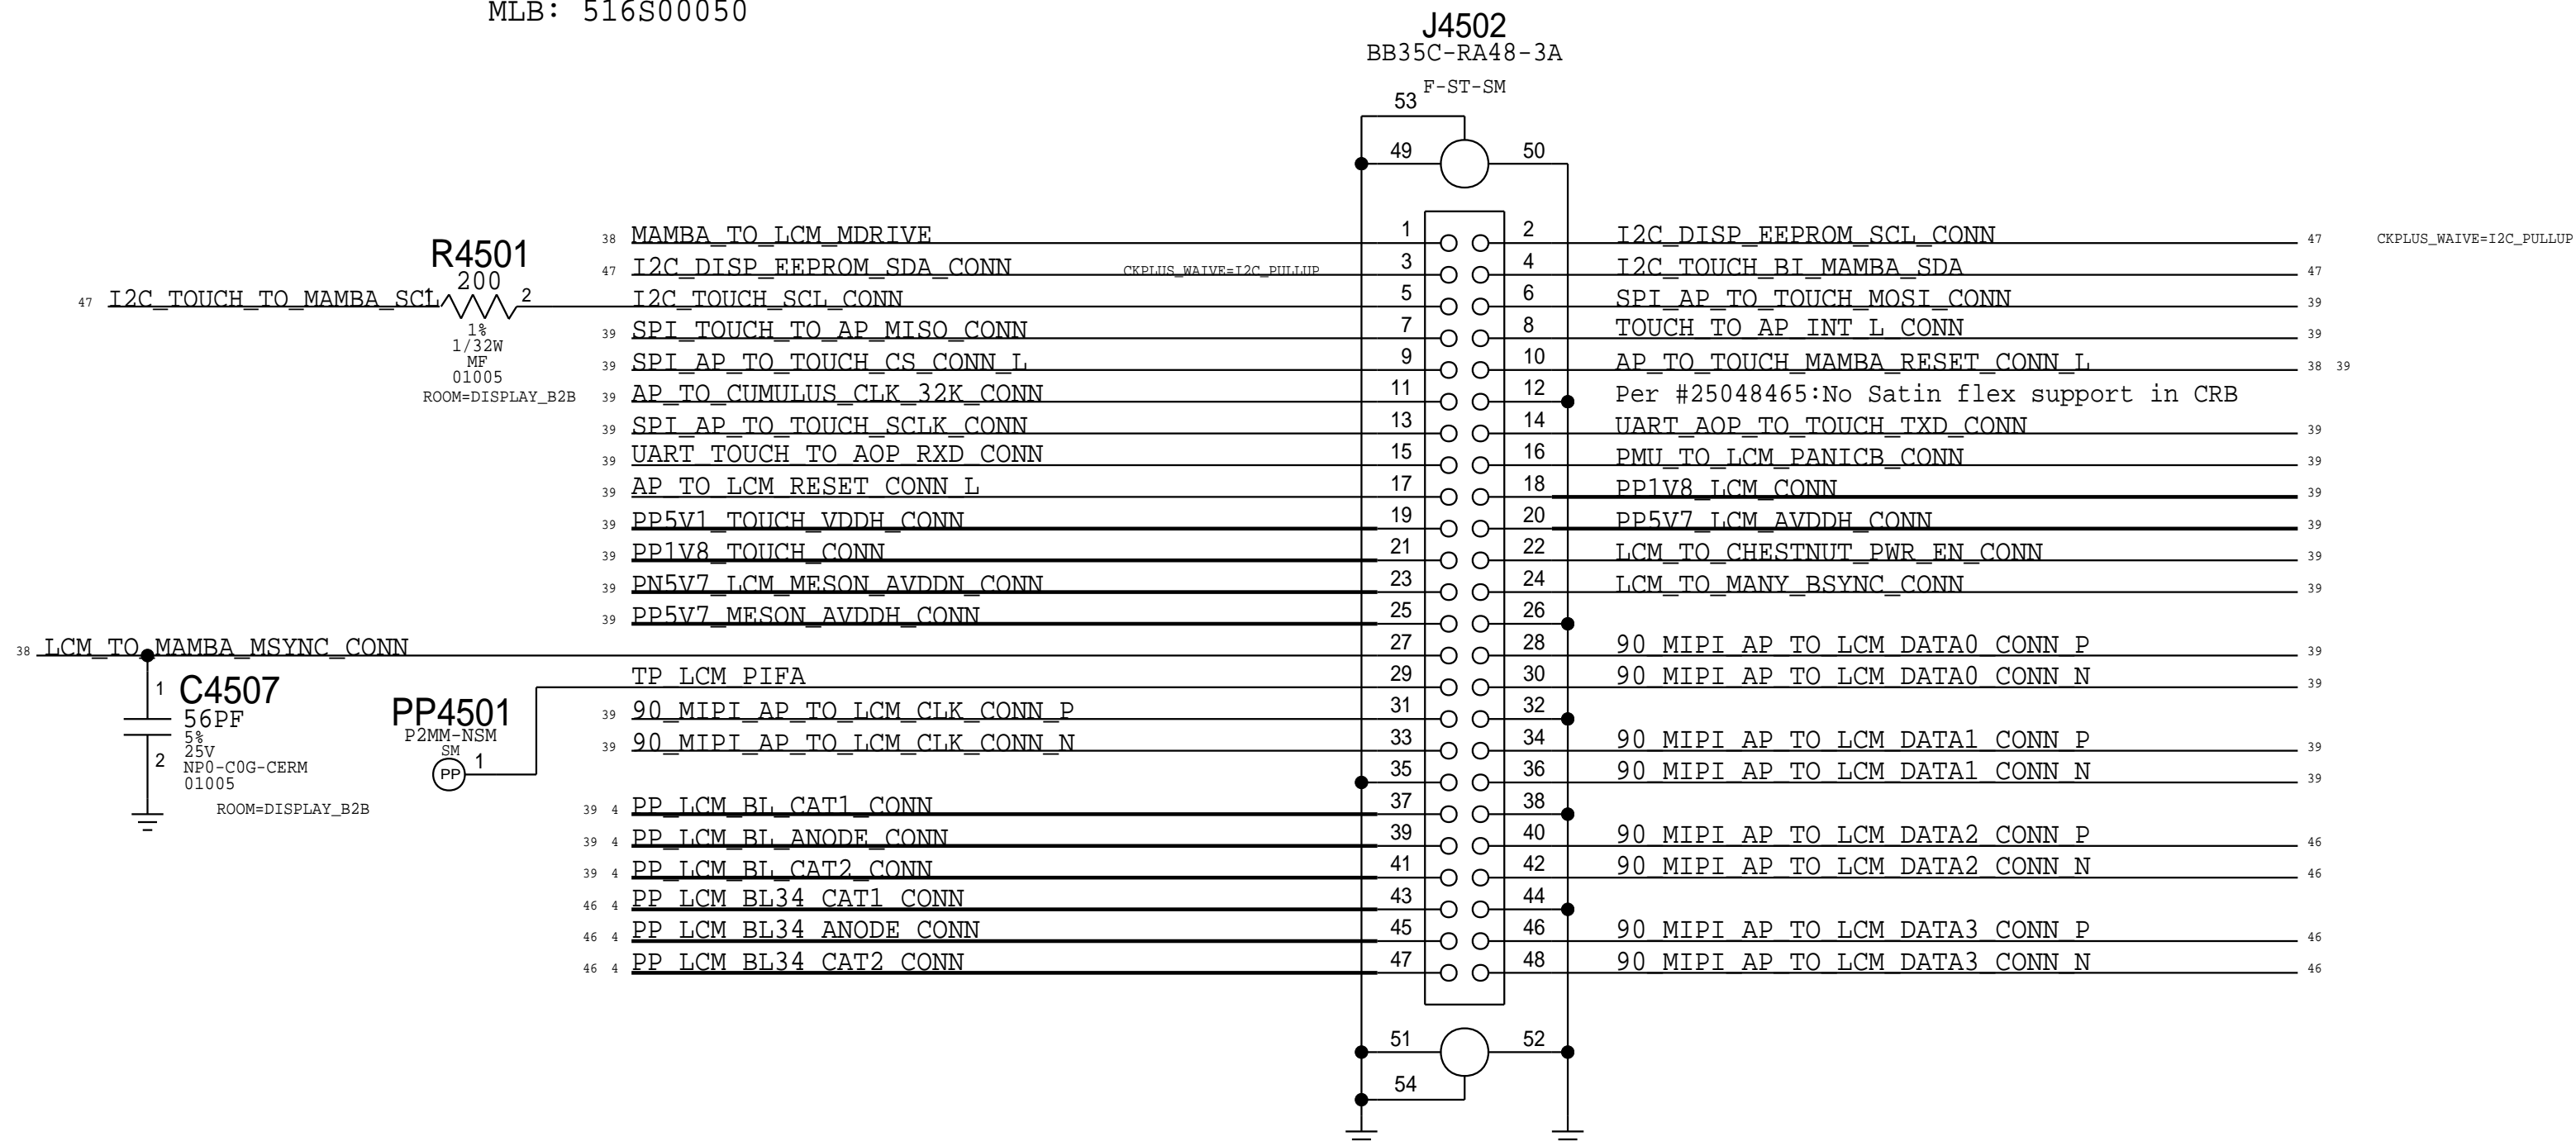 MLB: 516S00050
J4502
BB35C-RA48-3A
F-ST-SM
53
49 50
38 MAMBA_TO_LCM_MDRIVE 1 2 I2C_DISP_EEPROM_SCL_CONN 47 CKPLUS_WAIVE=I2C_PULLUP
47 I2C_DISP_EEPROM_SDA_CONN CKPLUS_WAIVE=I2C_PULLUP 3 4 I2C_TOUCH_BI_MAMBA_SDA 47
R4501
200
47 I2C_TOUCH_TO_MAMBA_SCL 1 2 I2C_TOUCH_SCL_CONN 5 6 SPI_AP_TO_TOUCH_MOSI_CONN 39
1%
1/32W
MF
01005
ROOM=DISPLAY_B2B
39 SPI_TOUCH_TO_AP_MISO_CONN 7 8 TOUCH_TO_AP_INT_L_CONN 39
39 SPI_AP_TO_TOUCH_CS_CONN_L 9 10 AP_TO_TOUCH_MAMBA_RESET_CONN_L 38 39
39 AP_TO_CUMULUS_CLK_32K_CONN 11 12 Per #25048465:No Satin flex support in CRB
39 SPI_AP_TO_TOUCH_SCLK_CONN 13 14 UART_AOP_TO_TOUCH_TXD_CONN 39
39 UART_TOUCH_TO_AOP_RXD_CONN 15 16 PMU_TO_LCM_PANICB_CONN 39
39 AP_TO_LCM_RESET_CONN_L 17 18 PP1V8_LCM_CONN 39
39 PP5V1_TOUCH_VDDH_CONN 19 20 PP5V7_LCM_AVDDH_CONN 39
39 PP1V8_TOUCH_CONN 21 22 LCM_TO_CHESTNUT_PWR_EN_CONN 39
39 PN5V7_LCM_MESON_AVDDN_CONN 23 24 LCM_TO_MANY_BSYNC_CONN 39
39 PP5V7_MESON_AVDDH_CONN 25 26
38 LCM_TO_MAMBA_MSYNC_CONN 27 28 90_MIPI_AP_TO_LCM_DATA0_CONN_P 39
TP_LCM_PIFA 29 30 90_MIPI_AP_TO_LCM_DATA0_CONN_N 39
1 C4507
56PF
5%
25V
2 NP0-C0G-CERM
01005
ROOM=DISPLAY_B2B
PP4501
P2MM-NSM
SM
PP 1
39 90_MIPI_AP_TO_LCM_CLK_CONN_P 31 32
39 90_MIPI_AP_TO_LCM_CLK_CONN_N 33 34 90_MIPI_AP_TO_LCM_DATA1_CONN_P 39
35 36 90_MIPI_AP_TO_LCM_DATA1_CONN_N 39
39 4 PP_LCM_BL_CAT1_CONN 37 38
39 4 PP_LCM_BL_ANODE_CONN 39 40 90_MIPI_AP_TO_LCM_DATA2_CONN_P 46
39 4 PP_LCM_BL_CAT2_CONN 41 42 90_MIPI_AP_TO_LCM_DATA2_CONN_N 46
46 4 PP_LCM_BL34_CAT1_CONN 43 44
46 4 PP_LCM_BL34_ANODE_CONN 45 46 90_MIPI_AP_TO_LCM_DATA3_CONN_P 46
46 4 PP_LCM_BL34_CAT2_CONN 47 48 90_MIPI_AP_TO_LCM_DATA3_CONN_N 46
51 52
54